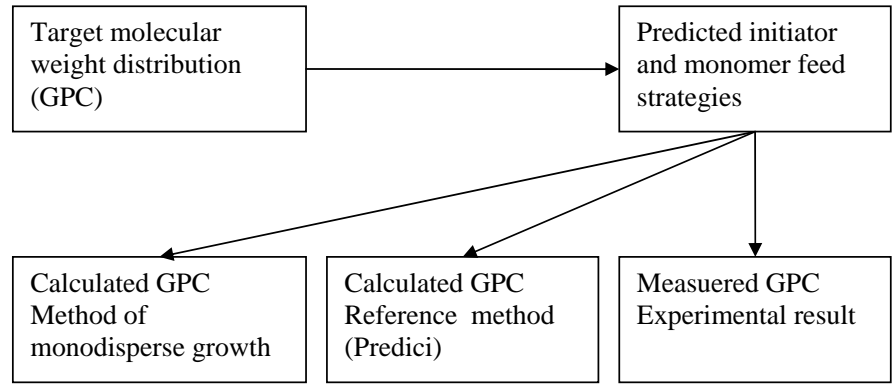 Target molecular
weight distribution
(GPC)
Predicted initiator
and monomer feed
strategies
Calculated GPC
Method of
monodisperse growth
Calculated GPC
Reference method
(Predici)
Measuered GPC
Experimental result